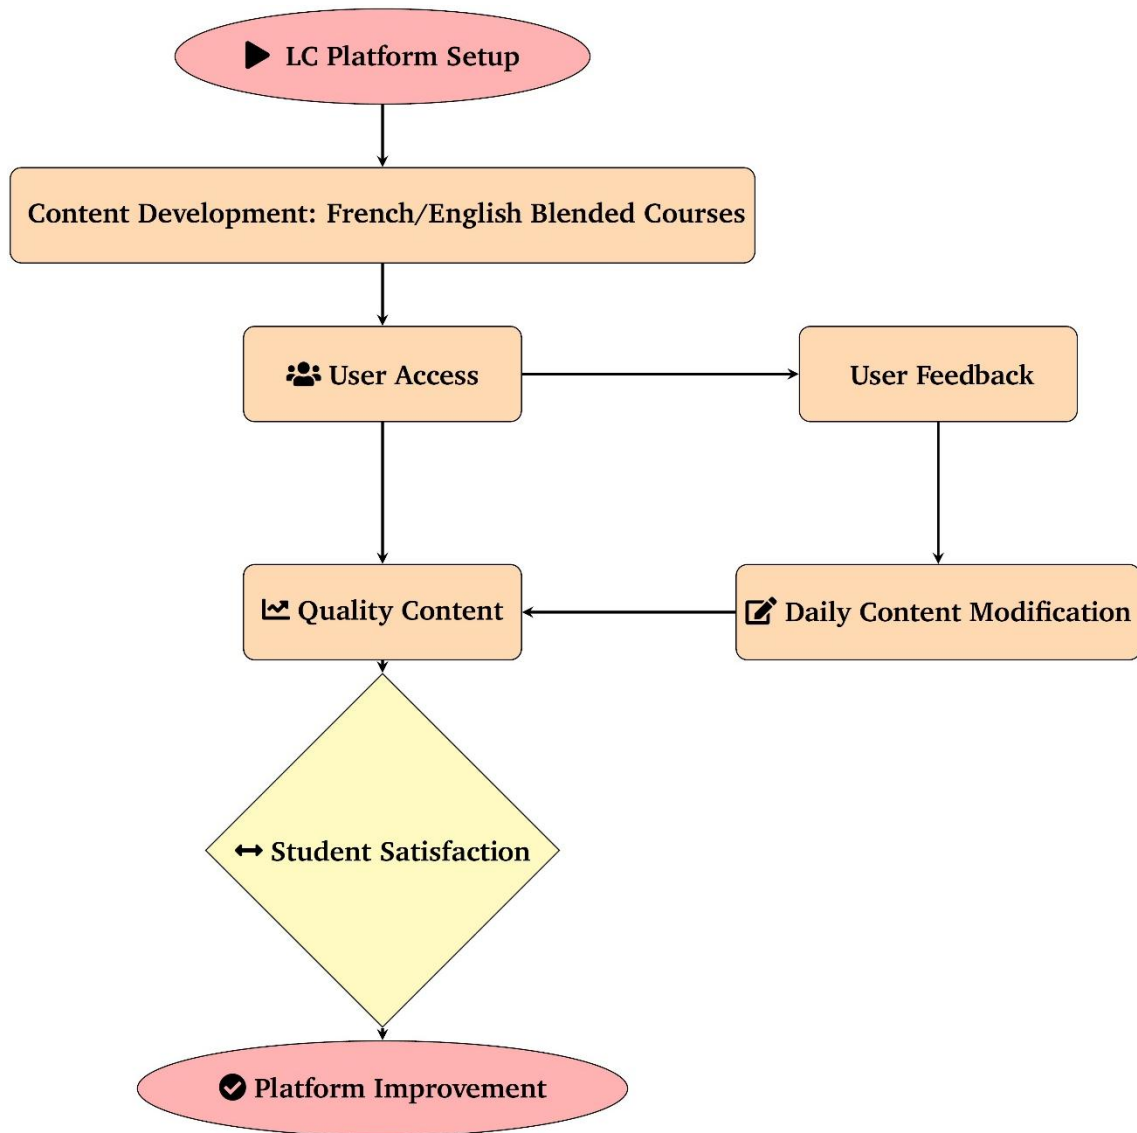 LC Platform Setup
Content Development: French/English Blended Courses
User Access
User Feedback
Quality Content
Daily Content Modification
Student Satisfaction
Platform Improvement